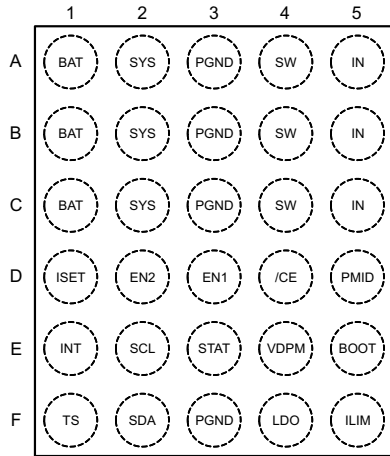 1 2 3 4 5
A BAT SYS PGND SW IN
B BAT SYS PGND SW IN
C BAT SYS PGND SW IN
D ISET EN2 EN1 /CE PMID
E INT SCL STAT VDPM BOOT
F TS SDA PGND LDO ILIM